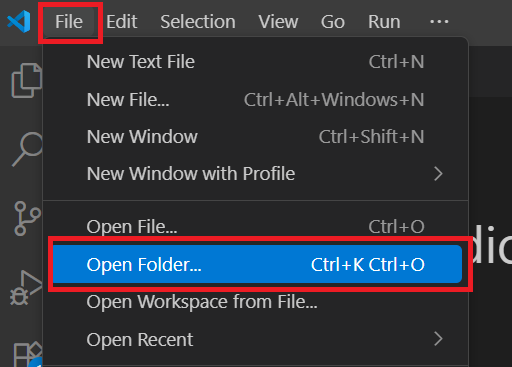 File Edit Selection View Go Run ...
New Text File Ctrl+N
New File... Ctrl+Alt+Windows+N
New Window Ctrl+Shift+N
New Window with Profile
Open File... Ctrl+O
Open Folder... Ctrl+K Ctrl+O
Open Workspace from File...
Open Recent